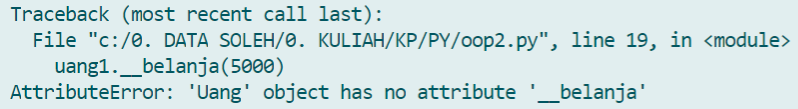 Traceback (most recent call last):
  File "c:/0. DATA SOLEH/0. KULIAH/KP/PY/oop2.py", line 19, in <module>
    uang1.__belanja(5000)
AttributeError: 'Uang' object has no attribute '__belanja'